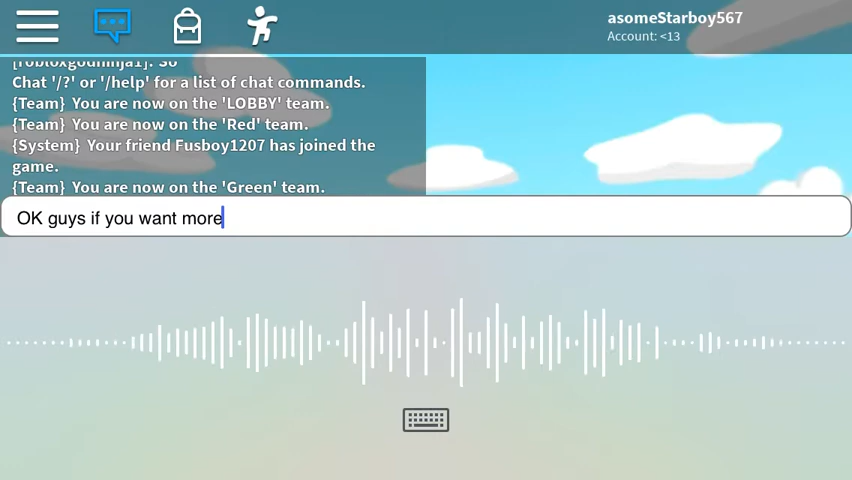 asomeStarboy567
Account: <13
[robloxgodninja1]: So
Chat '/?' or '/help' for a list of chat commands.
{Team} You are now on the 'LOBBY' team.
{Team} You are now on the 'Red' team.
{System} Your friend Fusboy1207 has joined the
game.
{Team} You are now on the 'Green' team.
OK guys if you want more